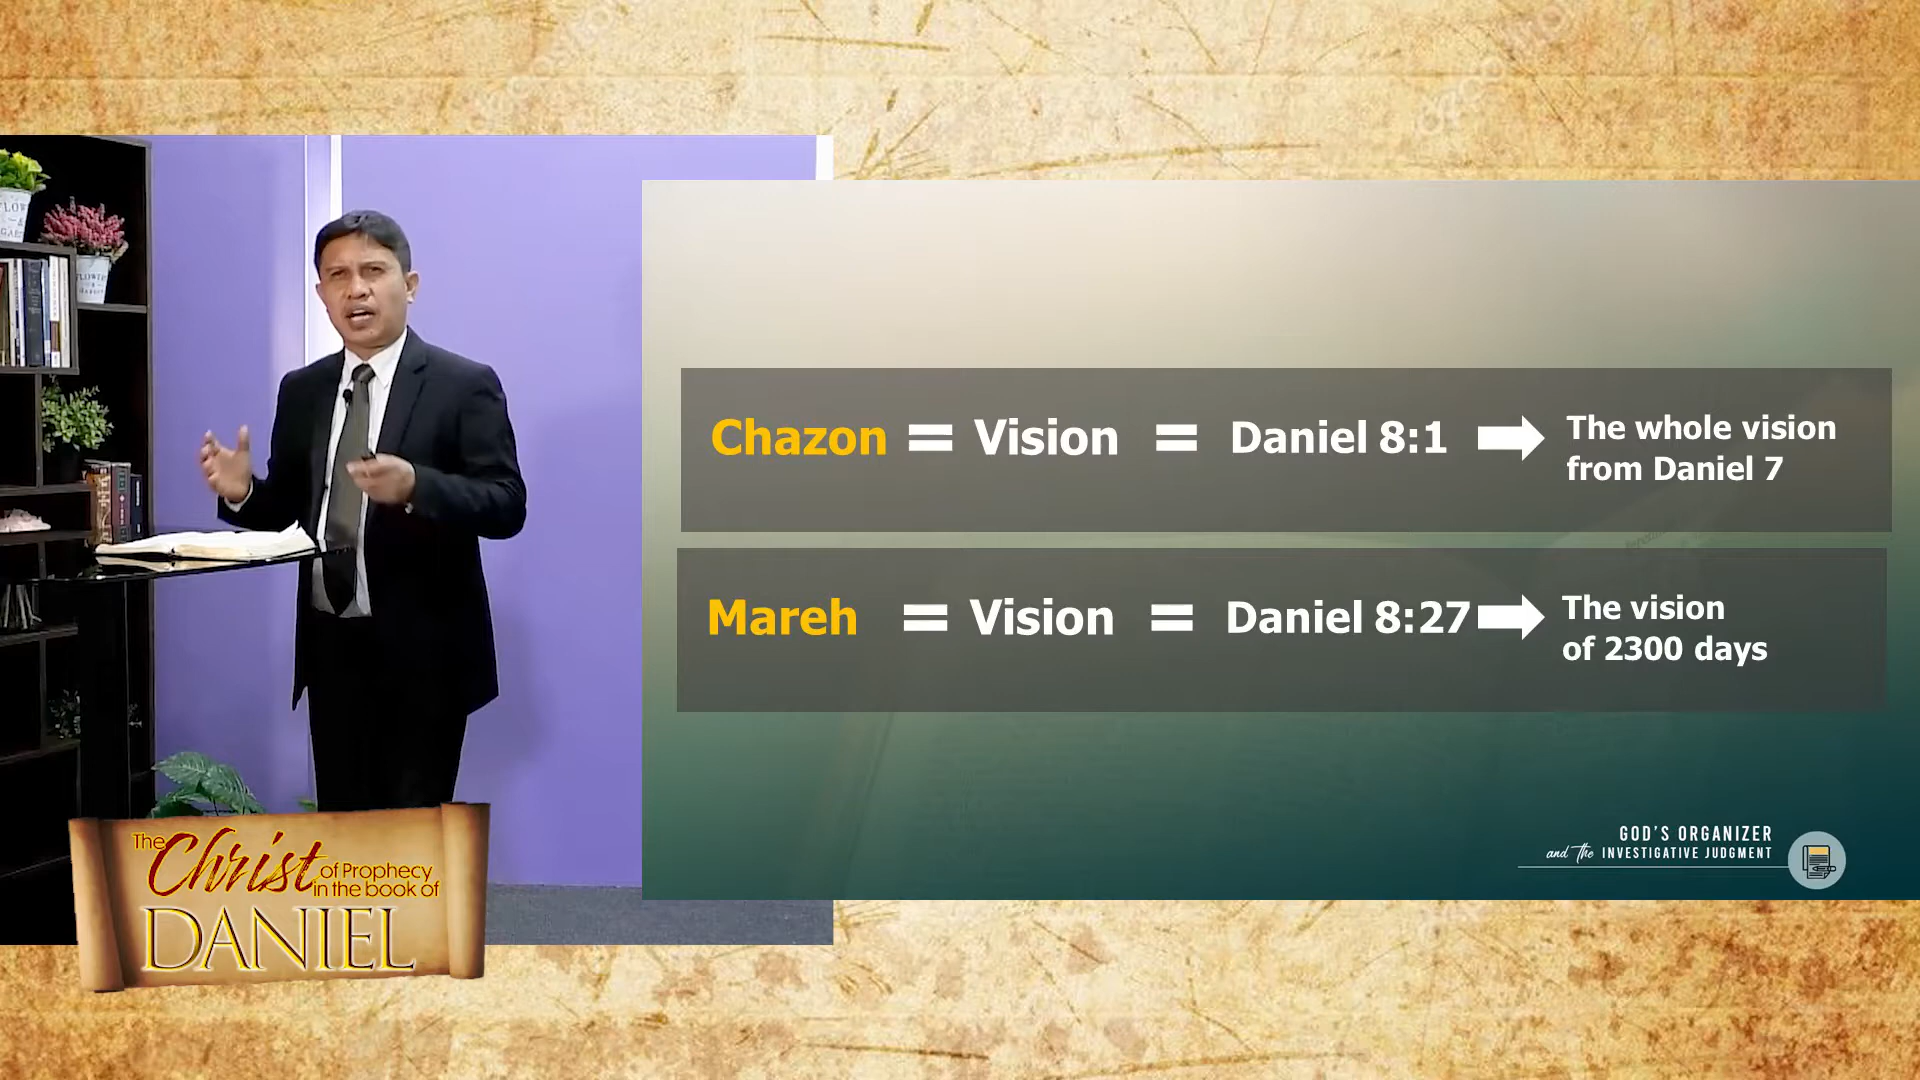 Chazon = Vision = Daniel 8:1
The whole vision
from Daniel 7
Mareh = Vision = Daniel 8:27
The vision
of 2300 days
GOD'S ORGANIZER
and the INVESTIGATIVE JUDGMENT
The Christ of Prophecy
in the book of
DANIEL